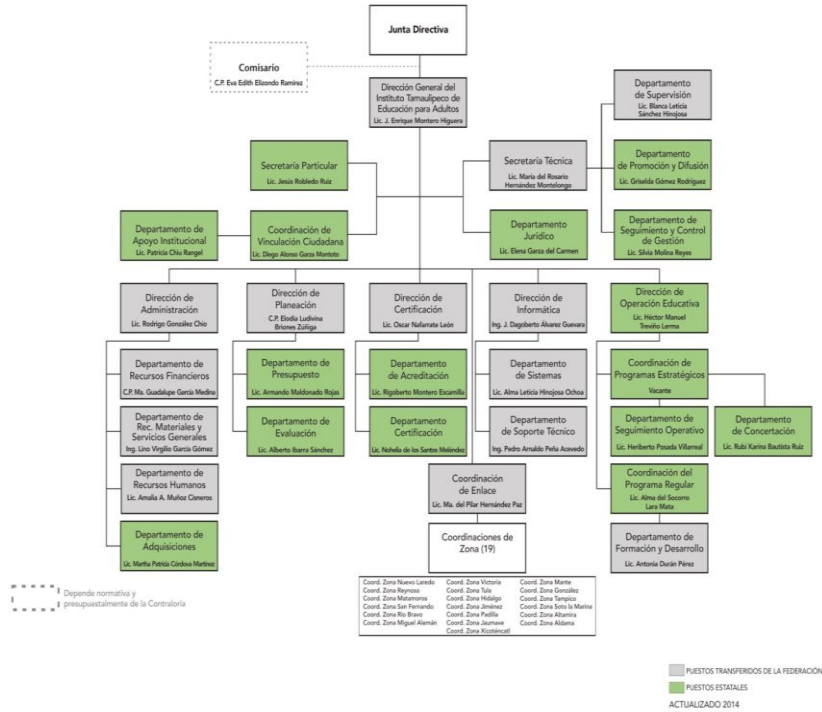 Junta Directiva
Comisario
C.P. Eva Edith Elizondo Ramírez
Dirección General del
Instituto Tamaulipeco de
Educación para Adultos
Lic. J. Enrique Montero Higuera
Departamento
de Supervisión
Lic. Blanca Leticia
Sánchez Hinojosa
Secretaría Particular
Lic. Jesús Robledo Ruiz
Secretaría Técnica
Lic. María del Rosario
Hernández Montelongo
Departamento
de Promoción y Difusión
Lic. Griselda Gómez Rodríguez
Departamento de
Apoyo Institucional
Lic. Patricia Chiu Rangel
Coordinación de
Vinculación Ciudadana
Lic. Diego Alonso Garza Montoto
Departamento
Jurídico
Lic. Elena Garza del Carmen
Departamento de
Seguimiento y Control
de Gestión
Lic. Silvia Molina Reyes
Dirección de
Administración
Lic. Rodrigo González Chio
Dirección de
Planeación
C.P. Elodia Ludivina
Briones Zúñiga
Dirección de
Certificación
Lic. Oscar Nafarrate León
Dirección de
Informática
Ing. J. Dagoberto Álvarez Guevara
Dirección de
Operación Educativa
Lic. Héctor Manuel
Treviño Lerma
Departamento de
Recursos Financieros
C.P. Ma. Guadalupe García Medina
Departamento de
Presupuesto
Lic. Armando Maldonado Rojas
Departamento
de Acreditación
Lic. Rigoberto Montero Escamilla
Departamento
de Sistemas
Lic. Alma Leticia Hinojosa Ochoa
Coordinación de
Programas Estratégicos
Vacante
Departamento de
Rec. Materiales y
Servicios Generales
Ing. Lino Virgilio García Gómez
Departamento de
Evaluación
Lic. Alberto Ibarra Sánchez
Departamento
Certificación
Lic. Nohelia de los Santos Meléndez
Departamento
de Soporte Técnico
Ing. Pedro Arnaldo Peña Acevedo
Departamento de
Seguimiento Operativo
Lic. Heriberto Posada Villarreal
Departamento
de Concertación
Lic. Rubí Karina Bautista Ruiz
Departamento de
Recursos Humanos
Lic. Amalia A. Muñoz Cisneros
Coordinación
de Enlace
Lic. Ma. del Pilar Hernández Paz
Coordinación del
Programa Regular
Lic. Alma del Socorro
Lara Mata
Departamento de
Adquisiciones
Lic. Martha Patricia Córdova Martínez
Coordinaciones de
Zona (19)
Departamento de
Formación y Desarrollo
Lic. Antonia Durán Pérez
Coord. Zona Nuevo Laredo
Coord. Zona Reynosa
Coord. Zona Matamoros
Coord. Zona San Fernando
Coord. Zona Río Bravo
Coord. Zona Miguel Alemán
Coord. Zona Victoria
Coord. Zona Tula
Coord. Zona Hidalgo
Coord. Zona Jiménez
Coord. Zona Padilla
Coord. Zona Jaumave
Coord. Zona Xicoténcatl
Coord. Zona Mante
Coord. Zona González
Coord. Zona Tampico
Coord. Zona Soto la Marina
Coord. Zona Altamira
Coord. Zona Aldama
Depende normativa y
presupuestalmente de la Contraloría
PUESTOS TRANSFERIDOS DE LA FEDERACIÓN
PUESTOS ESTATALES
ACTUALIZADO 2014